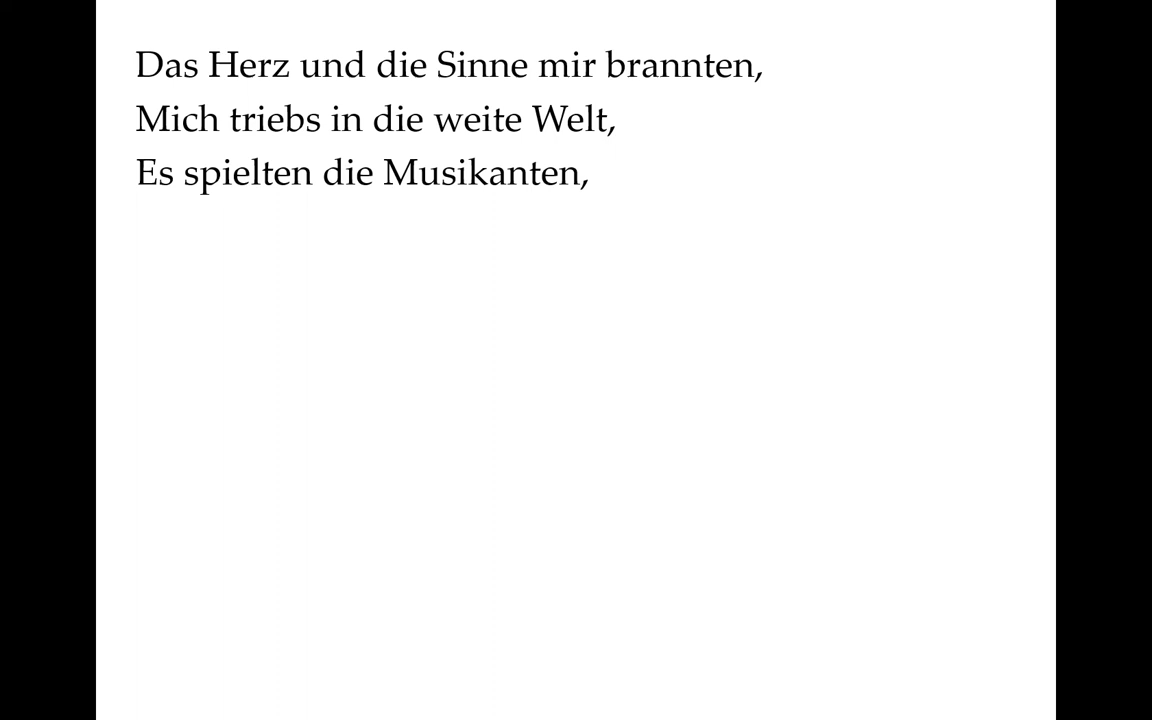 Das Herz und die Sinne mir brannten,
Mich triebs in die weite Welt,
Es spielten die Musikanten,